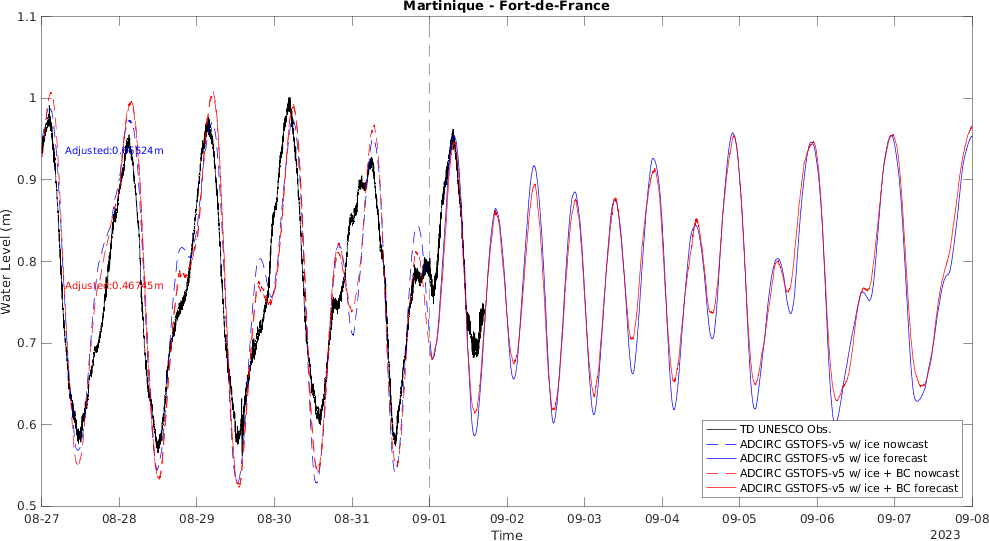 Martinique - Fort-de-France
1.1
1
0.9
0.8
0.7
0.6
0.5
Water Level (m)
Adjusted:0.46745m
TD UNESCO Obs.
ADCIRC GSTOFS-v5 w/ ice nowcast
ADCIRC GSTOFS-v5 w/ ice forecast
ADCIRC GSTOFS-v5 w/ ice + BC nowcast
ADCIRC GSTOFS-v5 w/ ice + BC forecast
08-27 08-28 08-29 08-30 08-31 09-01 09-02 09-03 09-04 09-05 09-06 09-07 09-08
2023
Time